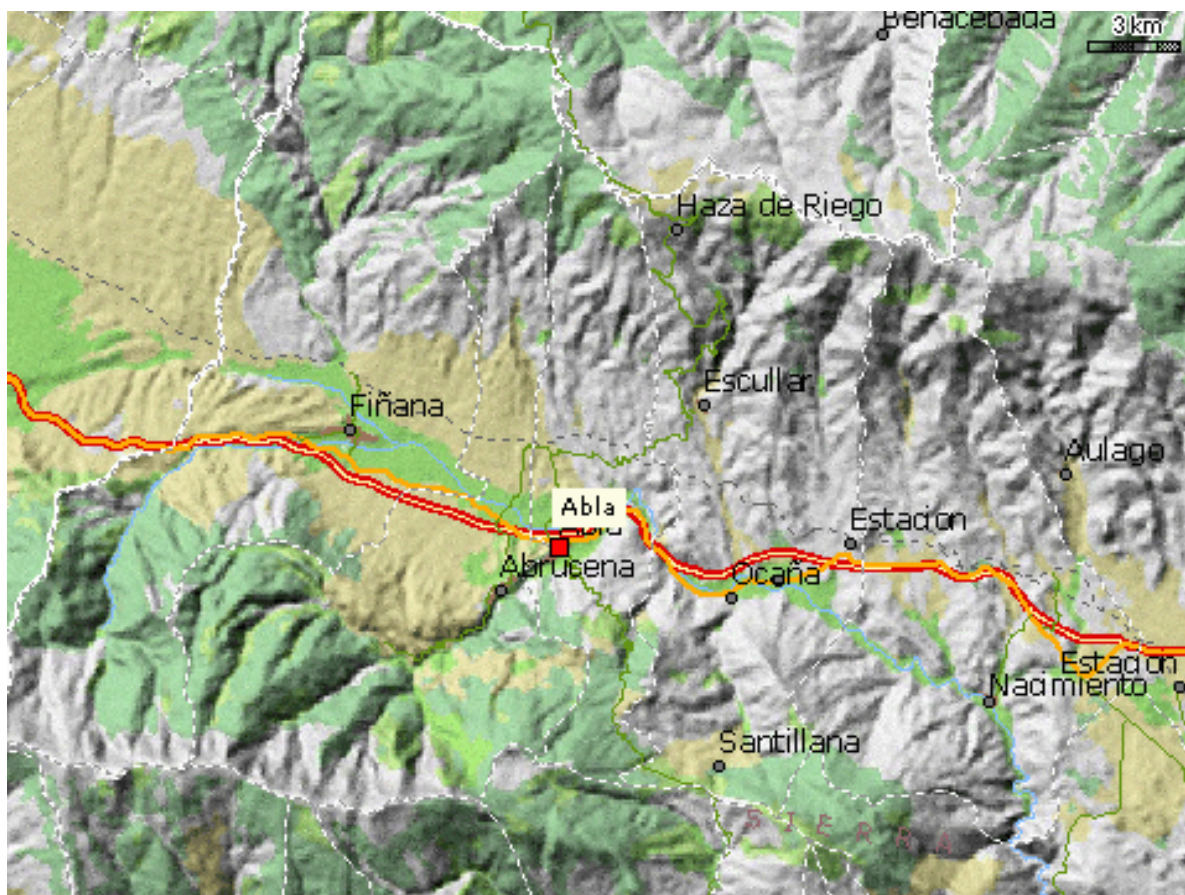 Benacebada
3 km
Haza de Riego
Escullar
Fiñana
Aulago
Abla
Estacion
Abrucena
Ocaña
Estacion
Nacimiento
Santillana
SIERRA